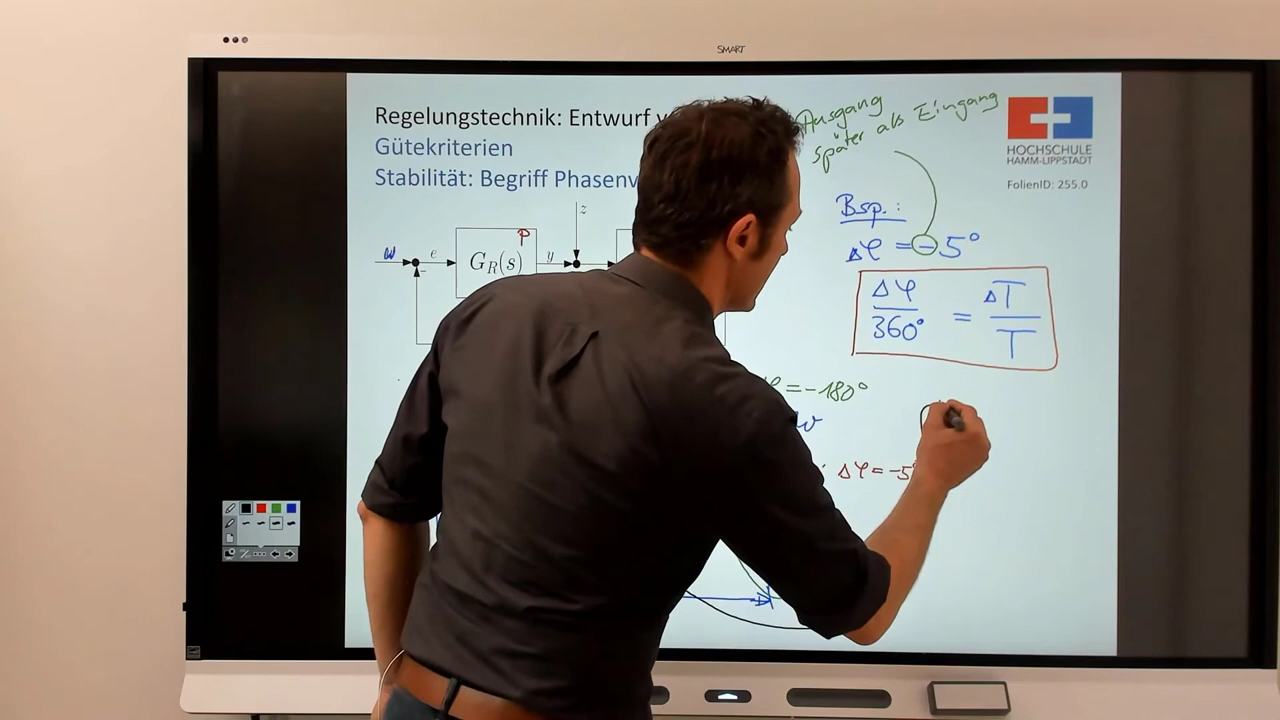 SMART
Regelungstechnik: Entwurf
Gütekriterien
Stabilität: Begriff
Ausgang
später als Eingang
HOCHSCHULE
HAMM-LIPPSTADT
FolienID: 255.0
Bsp.:
Δφ = -5°
Δφ/360° = ΔT/T
z
P
w
e
G_R(s)
y
-
φ = -180°
w
: Δφ = -5°